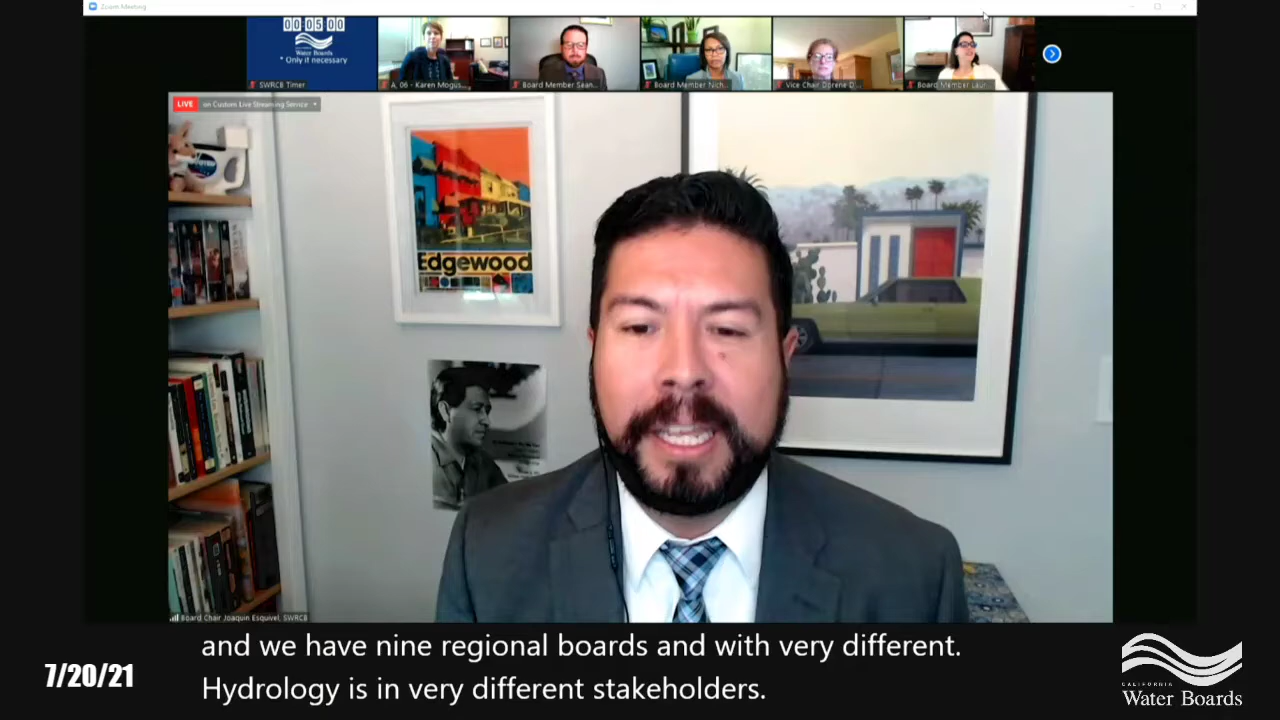 Zoom Meeting
00:05:00
Water Boards
* Only if necessary
SWRCB Timer
A, 06 - Karen Mogus...
Board Member Sean...
Board Member Nich...
Vice Chair Dorene D...
Board Member Laur
LIVE on Custom Live Streaming Service
Edgewood
Board Chair Joaquin Esquivel, SWRCB
and we have nine regional boards and with very different.
Hydrology is in very different stakeholders.
7/20/21
CALIFORNIA
Water Boards